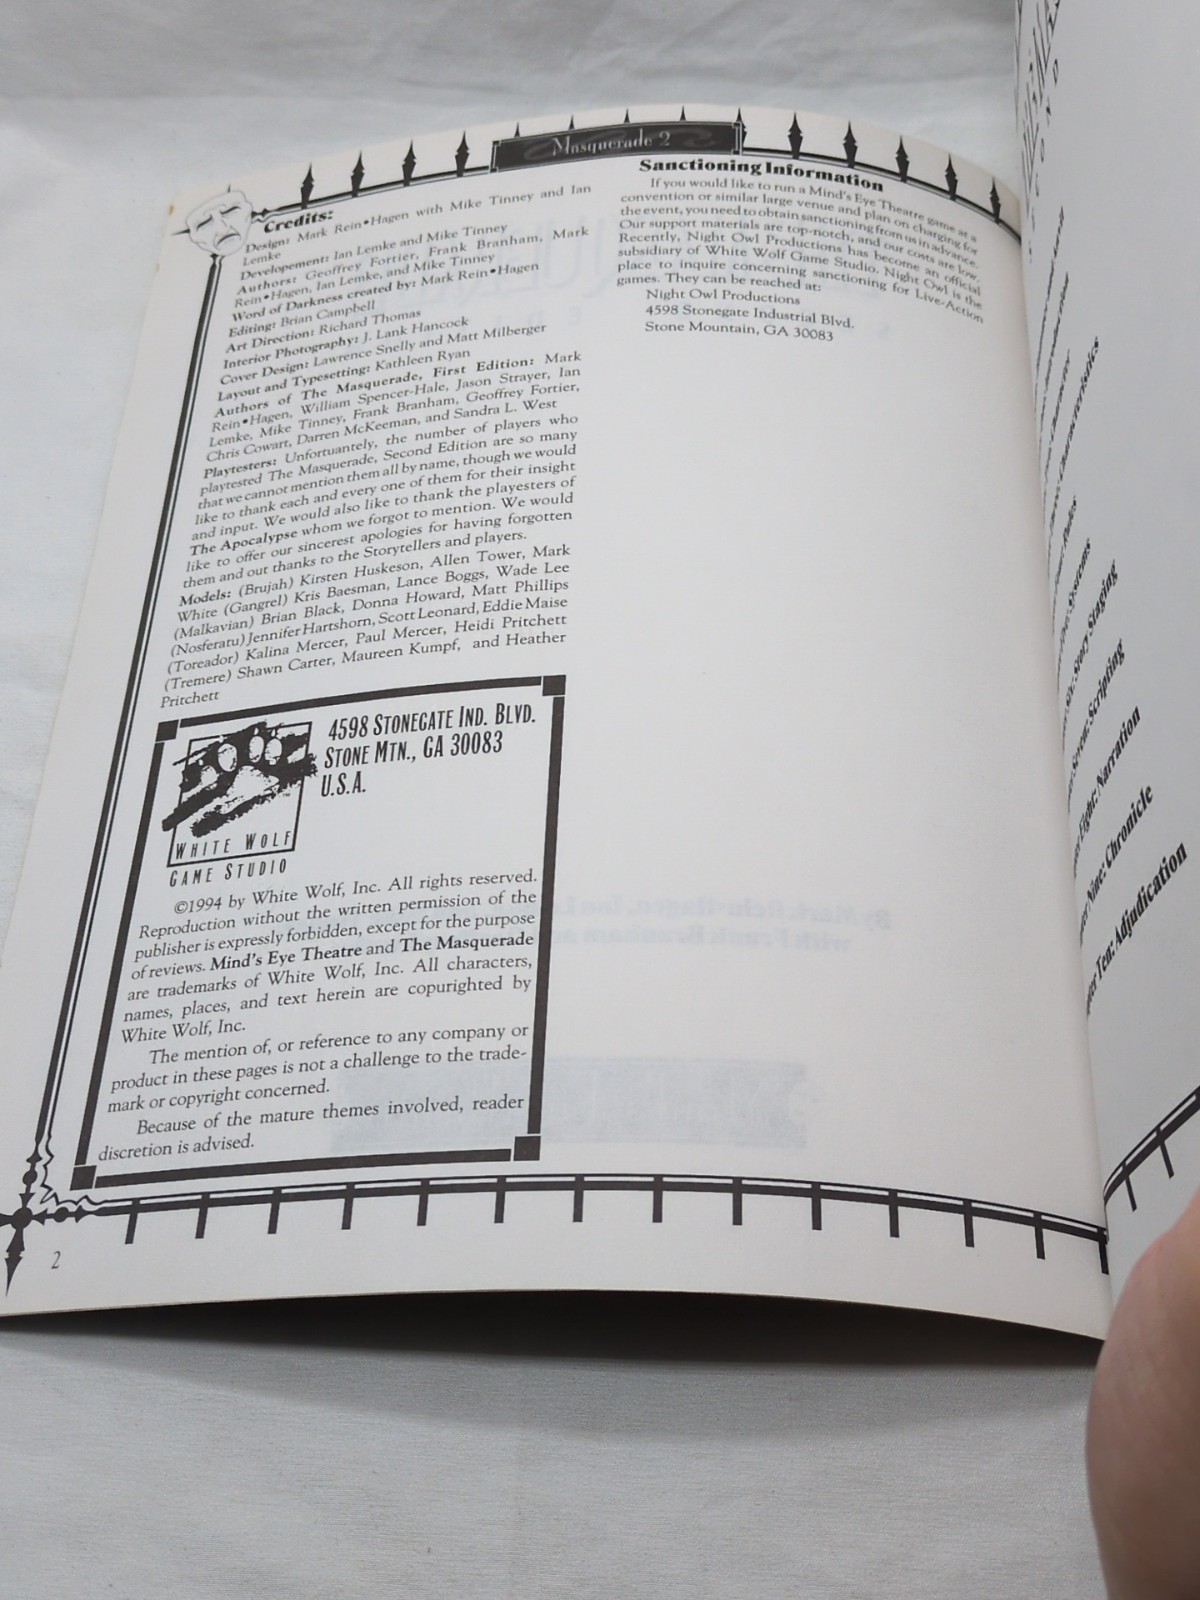 Masquerade 2
Credits:
Design: Mark Rein•Hagen with Mike Tinney and Ian
Lemke
Developement: Ian Lemke and Mike Tinney
Authors: Geoffrey Fortier, Frank Branham, Mark
Rein•Hagen, Ian Lemke, and Mike Tinney
Word of Darkness created by: Mark Rein•Hagen
Editing: Brian Campbell
Art Direction: Richard Thomas
Interior Photography: J. Lank Hancock
Cover Design: Lawrence Snelly and Matt Milberger
Layout and Typesetting: Kathleen Ryan
Authors of The Masquerade, First Edition: Mark
Rein•Hagen, William Spencer-Hale, Jason Strayer, Ian
Lemke, Mike Tinney, Frank Branham, Geoffrey Fortier,
Chris Cowart, Darren McKeeman, and Sandra L. West
Playtesters: Unfortuantely, the number of players who
playtested The Masquerade, Second Edition are so many
that we cannot mention them all by name, though we would
like to thank each and every one of them for their insight
and input. We would also like to thank the playesters of
The Apocalypse whom we forgot to mention. We would
like to offer our sincerest apologies for having forgotten
them and out thanks to the Storytellers and players.
Models: (Brujah) Kirsten Huskeson, Allen Tower, Mark
White (Gangrel) Kris Baesman, Lance Boggs, Wade Lee
(Malkavian) Brian Black, Donna Howard, Matt Phillips
(Nosferatu) Jennifer Hartshorn, Scott Leonard, Eddie Maise
(Toreador) Kalina Mercer, Paul Mercer, Heidi Pritchett
(Tremere) Shawn Carter, Maureen Kumpf, and Heather
Pritchett
4598 STONEGATE IND. BLVD.
STONE MTN., GA 30083
U.S.A.
WHITE WOLF
GAME STUDIO
©1994 by White Wolf, Inc. All rights reserved.
Reproduction without the written permission of the
publisher is expressly forbidden, except for the purpose
of reviews. Mind's Eye Theatre and The Masquerade
are trademarks of White Wolf, Inc. All characters,
names, places, and text herein are copurighted by
White Wolf, Inc.
The mention of, or reference to any company or
product in these pages is not a challenge to the trade-
mark or copyright concerned.
Because of the mature themes involved, reader
discretion is advised.
2
Sanctioning Information
If you would like to run a Mind's Eye Theatre game at a
convention or similar large venue and plan on charging for
the event, you need to obtain sanctioning from us in advance.
Our support materials are top-notch, and our costs are low.
Recently, Night Owl Productions has become an official
subsidiary of White Wolf Game Studio. Night Owl is the
place to inquire concerning sanctioning for Live-Action
games. They can be reached at:
Night Owl Productions
4598 Stonegate Industrial Blvd.
Stone Mountain, GA 30083
Characteristics
Systems
Six: Story Staging
Seven: Scripting
Eight: Narration
Nine: Chronicle
Ten: Adjudication